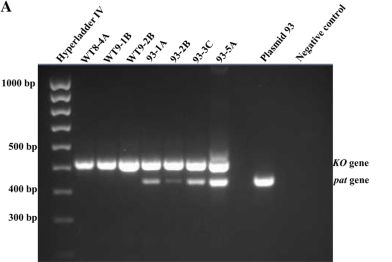 A
Hyperladder IV
WT8-4A
WT9-1B
WT9-2B
93-1A
93-2B
93-3C
93-5A
Plasmid 93
Negative control
1000 bp
500 bp
400 bp
300 bp
KO gene
pat gene